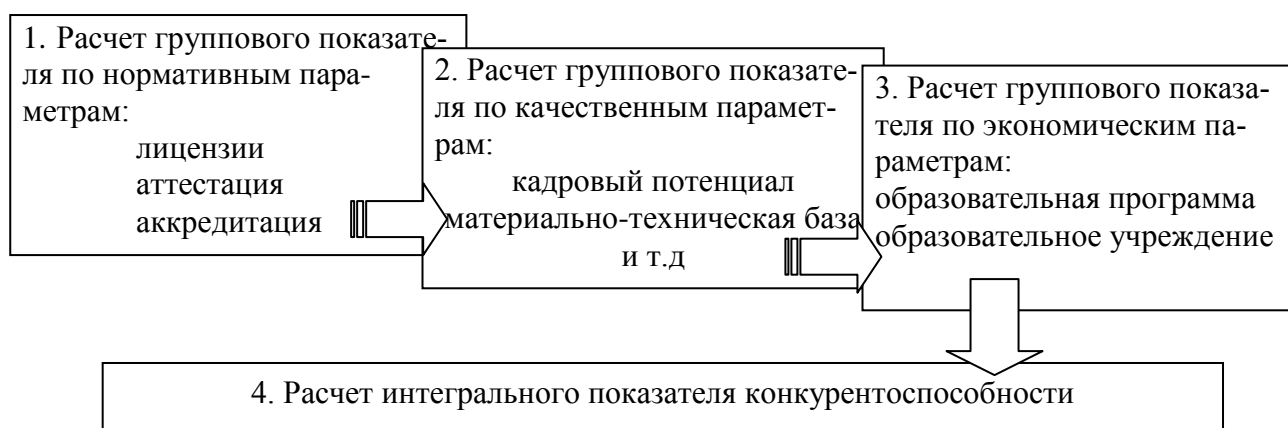 1. Расчет группового показате-
ля по нормативным пара-
метрам:
лицензии
аттестация
аккредитация
2. Расчет группового показате-
ля по качественным парамет-
рам:
кадровый потенциал
материально-техническая база
и т.д
3. Расчет группового показа-
теля по экономическим па-
раметрам:
образовательная программа
образовательное учреждение
4. Расчет интегрального показателя конкурентоспособности